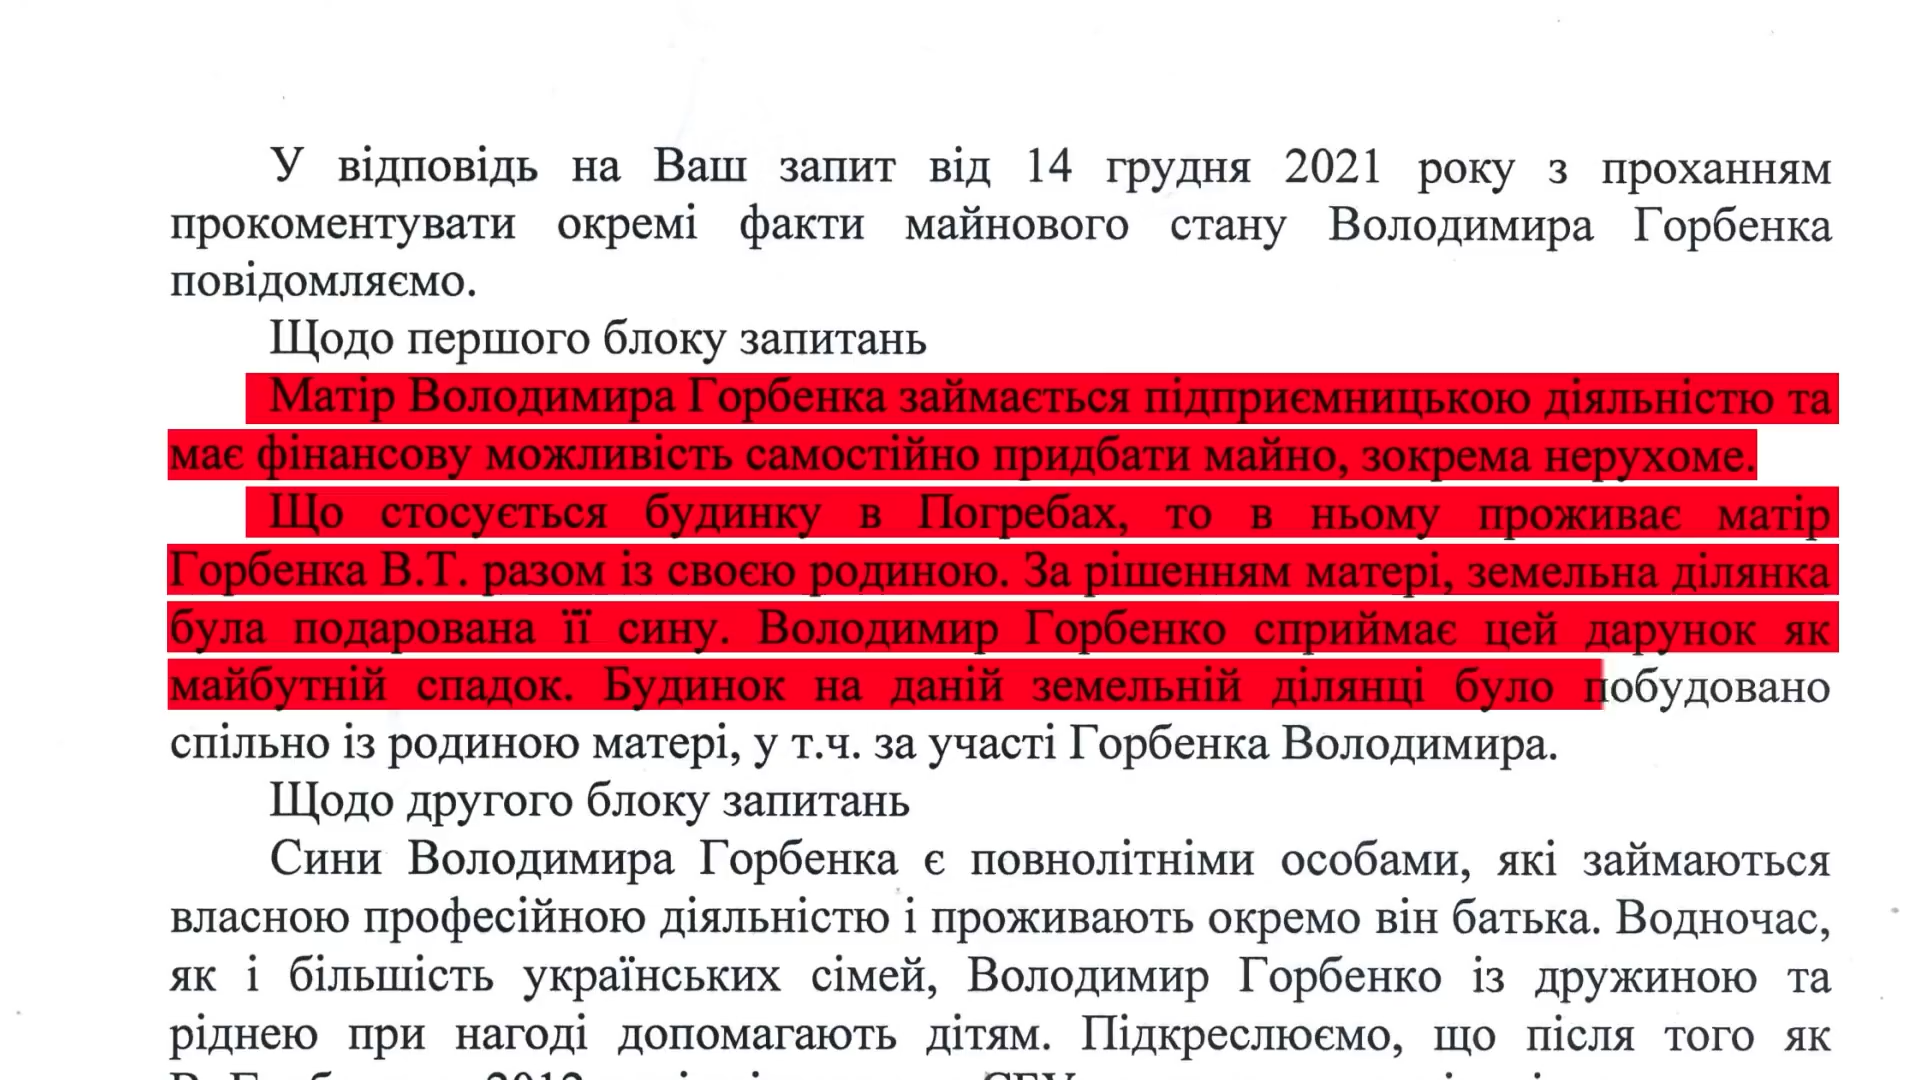 У відповідь на Ваш запит від 14 грудня 2021 року з проханням
прокоментувати окремі факти майнового стану Володимира Горбенка
повідомляємо.
Щодо першого блоку запитань
Матір Володимира Горбенка займається підприємницькою діяльністю та
має фінансову можливість самостійно придбати майно, зокрема нерухоме.
Що стосується будинку в Погребах, то в ньому проживає матір
Горбенка В.Т. разом із своєю родиною. За рішенням матері, земельна ділянка
була подарована її сину. Володимир Горбенко сприймає цей дарунок як
майбутній спадок. Будинок на даній земельній ділянці було побудовано
спільно із родиною матері, у т.ч. за участі Горбенка Володимира.
Щодо другого блоку запитань
Сини Володимира Горбенка є повнолітніми особами, які займаються
власною професійною діяльністю і проживають окремо він батька. Водночас,
як і більшість українських сімей, Володимир Горбенко із дружиною та
ріднею при нагоді допомагають дітям. Підкреслюємо, що після того як